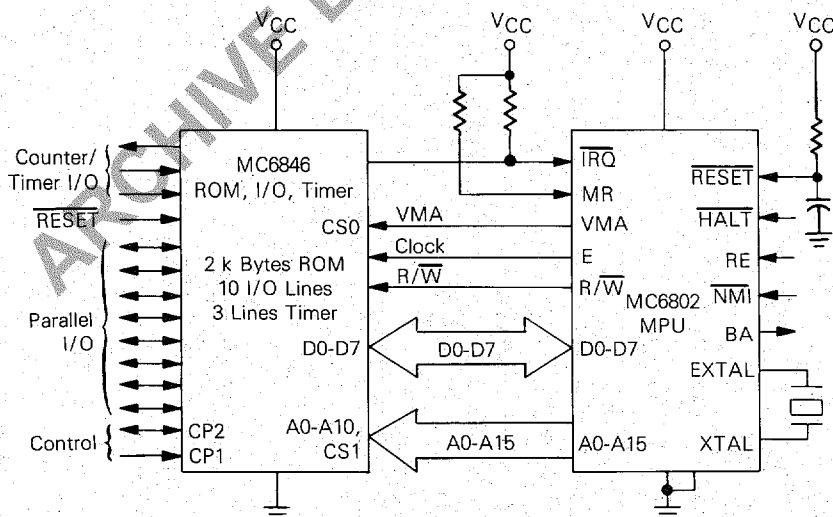 VCC
VCC
VCC
VCC
ARCHIVE
Counter/
Timer I/O
RESET
Parallel
I/O
Control
MC6846
ROM, I/O, Timer
CS0
2 k Bytes ROM
10 I/O Lines
3 Lines Timer
D0-D7
A0-A10,
CS1
CP2
CP1
VMA
Clock
R/W
D0-D7
A0-A15
IRQ
MR
VMA
E
R/W
MC6802
MPU
D0-D7
A0-A15
RESET
HALT
RE
NMI
BA
EXTAL
XTAL